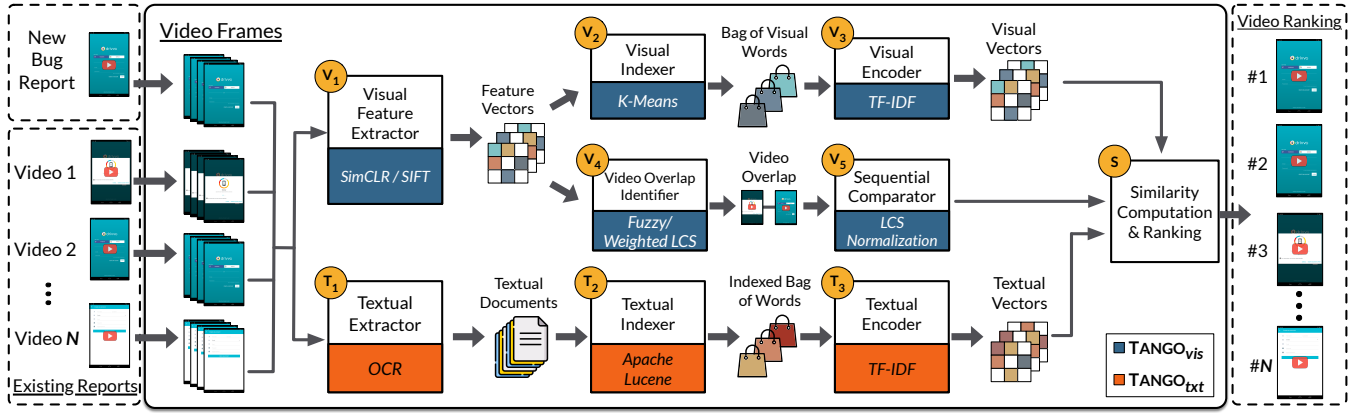 New
Bug
Report
Video 1
Video 2
Video N
Existing Reports
Video Frames
V1
Visual
Feature
Extractor
SimCLR / SIFT
Feature
Vectors
V2
Visual
Indexer
K-Means
Bag of Visual
Words
V3
Visual
Encoder
TF-IDF
Visual
Vectors
V4
Video Overlap
Identifier
Fuzzy/
Weighted LCS
Video
Overlap
V5
Sequential
Comparator
LCS
Normalization
T1
Textual
Extractor
OCR
Textual
Documents
T2
Textual
Indexer
Apache
Lucene
Indexed Bag
of Words
T3
Textual
Encoder
TF-IDF
Textual
Vectors
S
Similarity
Computation
& Ranking
TANGOvis
TANGOtxt
Video Ranking
#1
#2
#3
#N